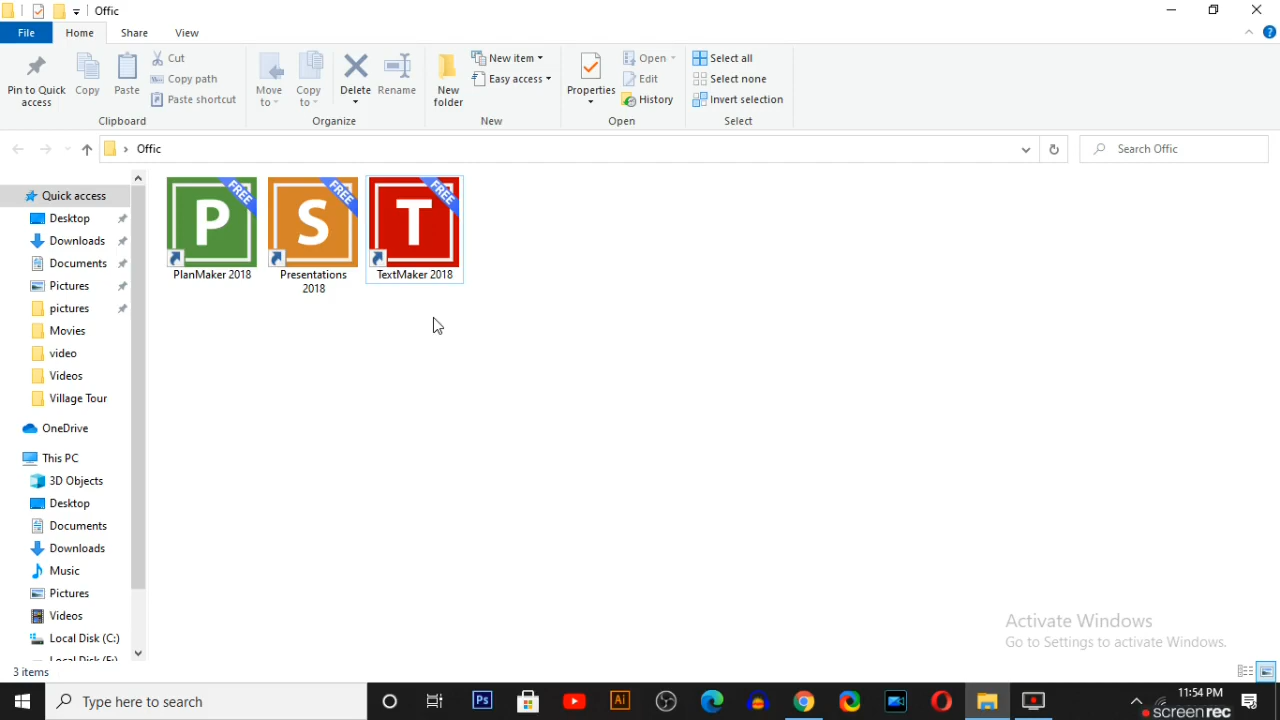 Offic
File Home Share View
Pin to Quick access
Copy
Paste
Cut
Copy path
Paste shortcut
Clipboard
Move to
Copy to
Delete
Rename
Organize
New folder
New item
Easy access
New
Properties
Open
Edit
History
Open
Select all
Select none
Invert selection
Select
Offic
Search Offic
Quick access
Desktop
Downloads
Documents
Pictures
pictures
Movies
video
Videos
Village Tour
OneDrive
This PC
3D Objects
Desktop
Documents
Downloads
Music
Pictures
Videos
Local Disk (C:)
Local Disk (E:)
P FREE
PlanMaker 2018
S FREE
Presentations
2018
T FREE
TextMaker 2018
Activate Windows
Go to Settings to activate Windows.
3 items
Type here to search
Ps
Ai
11:54 PM
screenrec